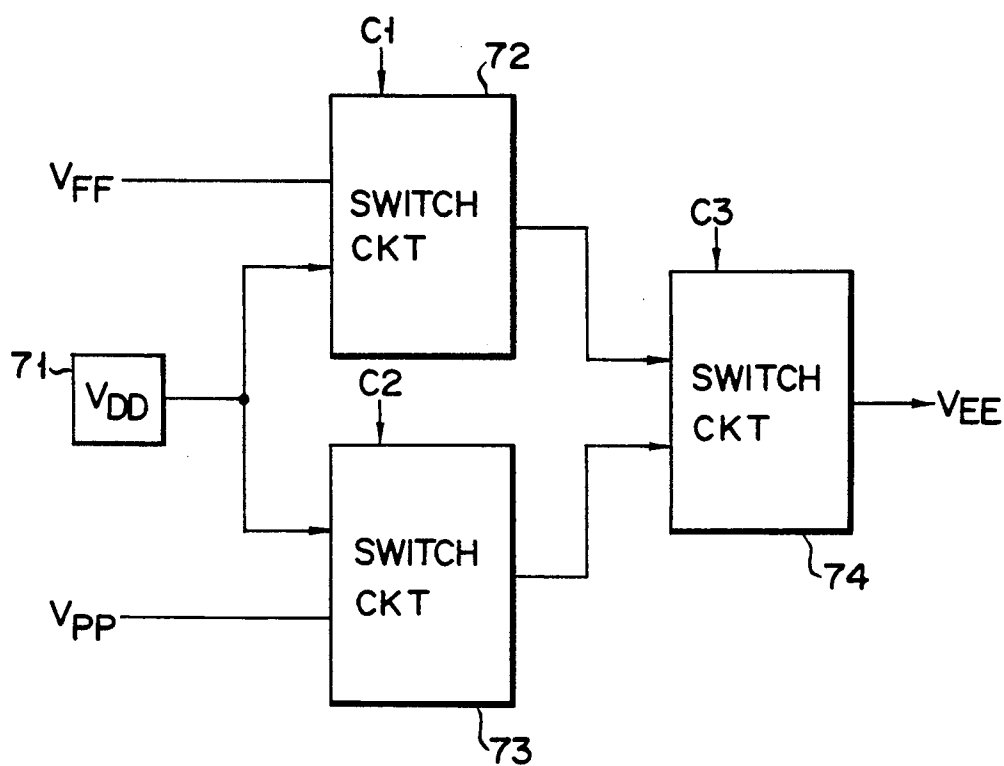 C1
72
VFF
SWITCH
CKT
C3
71
VDD
C2
SWITCH
CKT
VEE
SWITCH
CKT
74
VPP
73